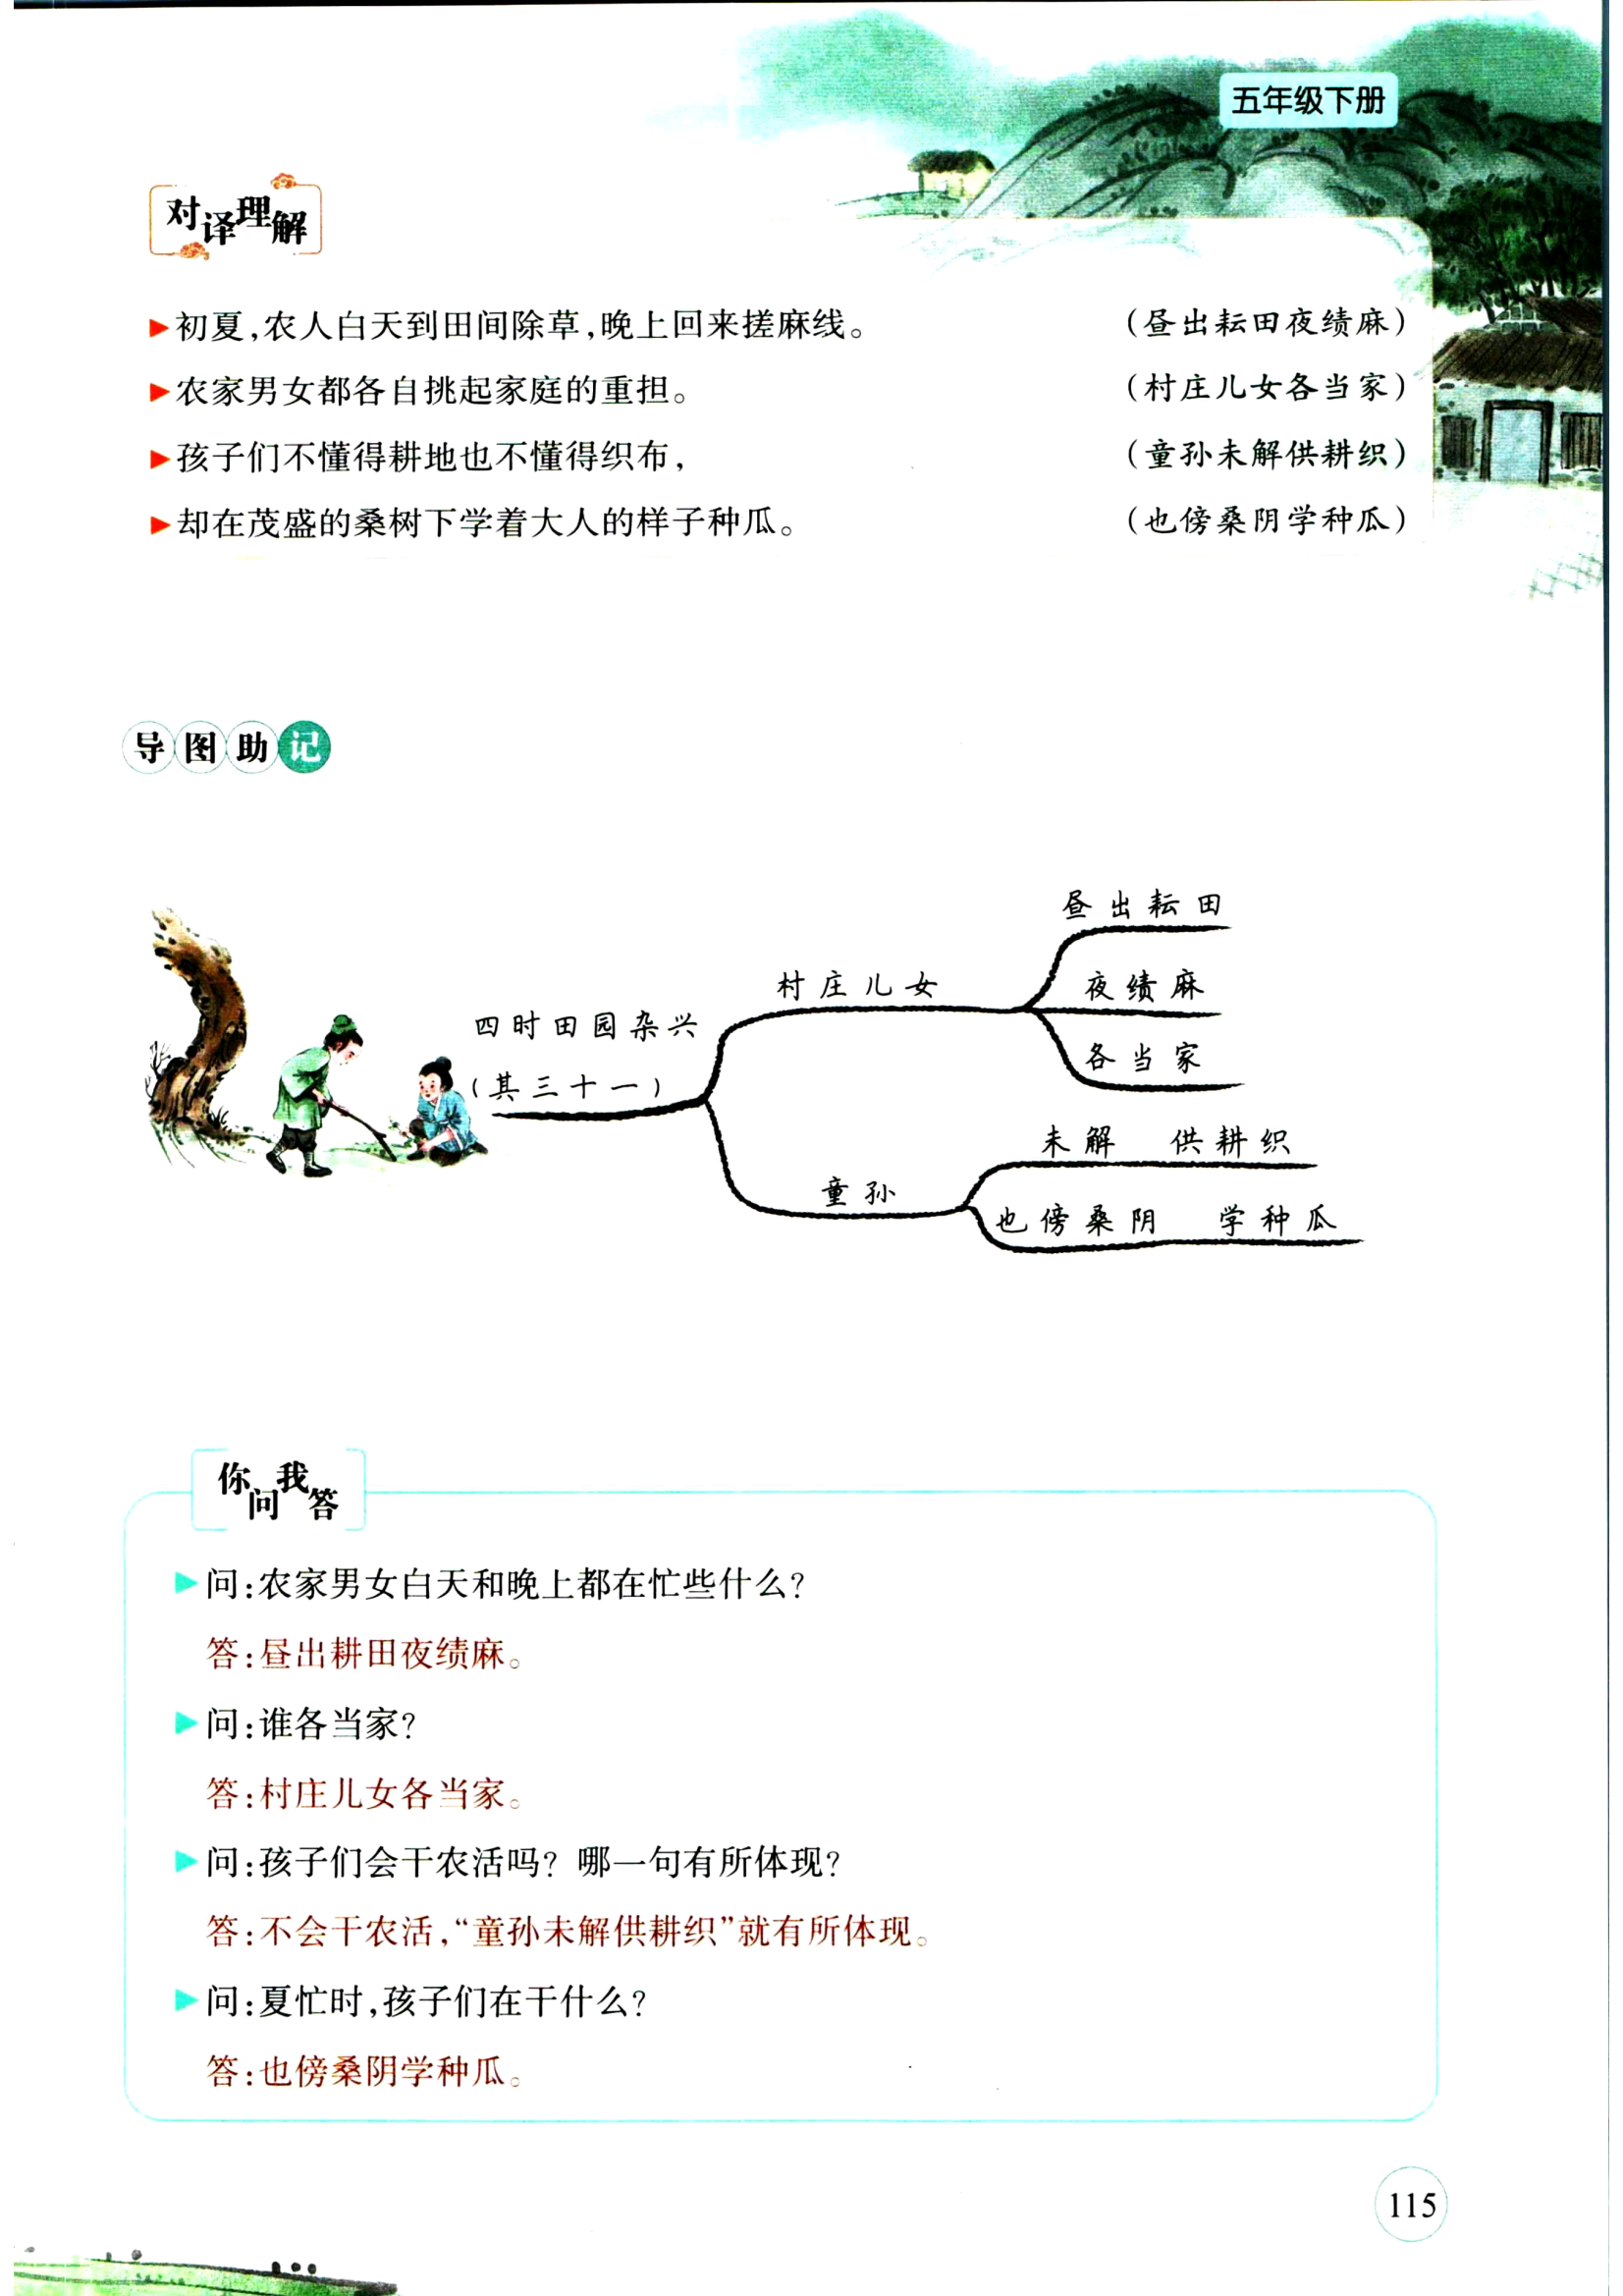 五年级下册
对译理解
初夏,农人白天到田间除草,晚上回来搓麻线。 (昼出耘田夜绩麻)
农家男女都各自挑起家庭的重担。 (村庄儿女各当家)
孩子们不懂得耕地也不懂得织布, (童孙未解供耕织)
却在茂盛的桑树下学着大人的样子种瓜。 (也傍桑阴学种瓜)
导图助记
四时田园杂兴
(其三十一)
村庄儿女
昼出耘田
夜绩麻
各当家
童孙
未解 供耕织
也傍桑阴 学种瓜
你问我答
问:农家男女白天和晚上都在忙些什么?
答:昼出耕田夜绩麻。
问:谁各当家?
答:村庄儿女各当家。
问:孩子们会干农活吗? 哪一句有所体现?
答:不会干农活,“童孙未解供耕织”就有所体现。
问:夏忙时,孩子们在干什么?
答:也傍桑阴学种瓜。
115